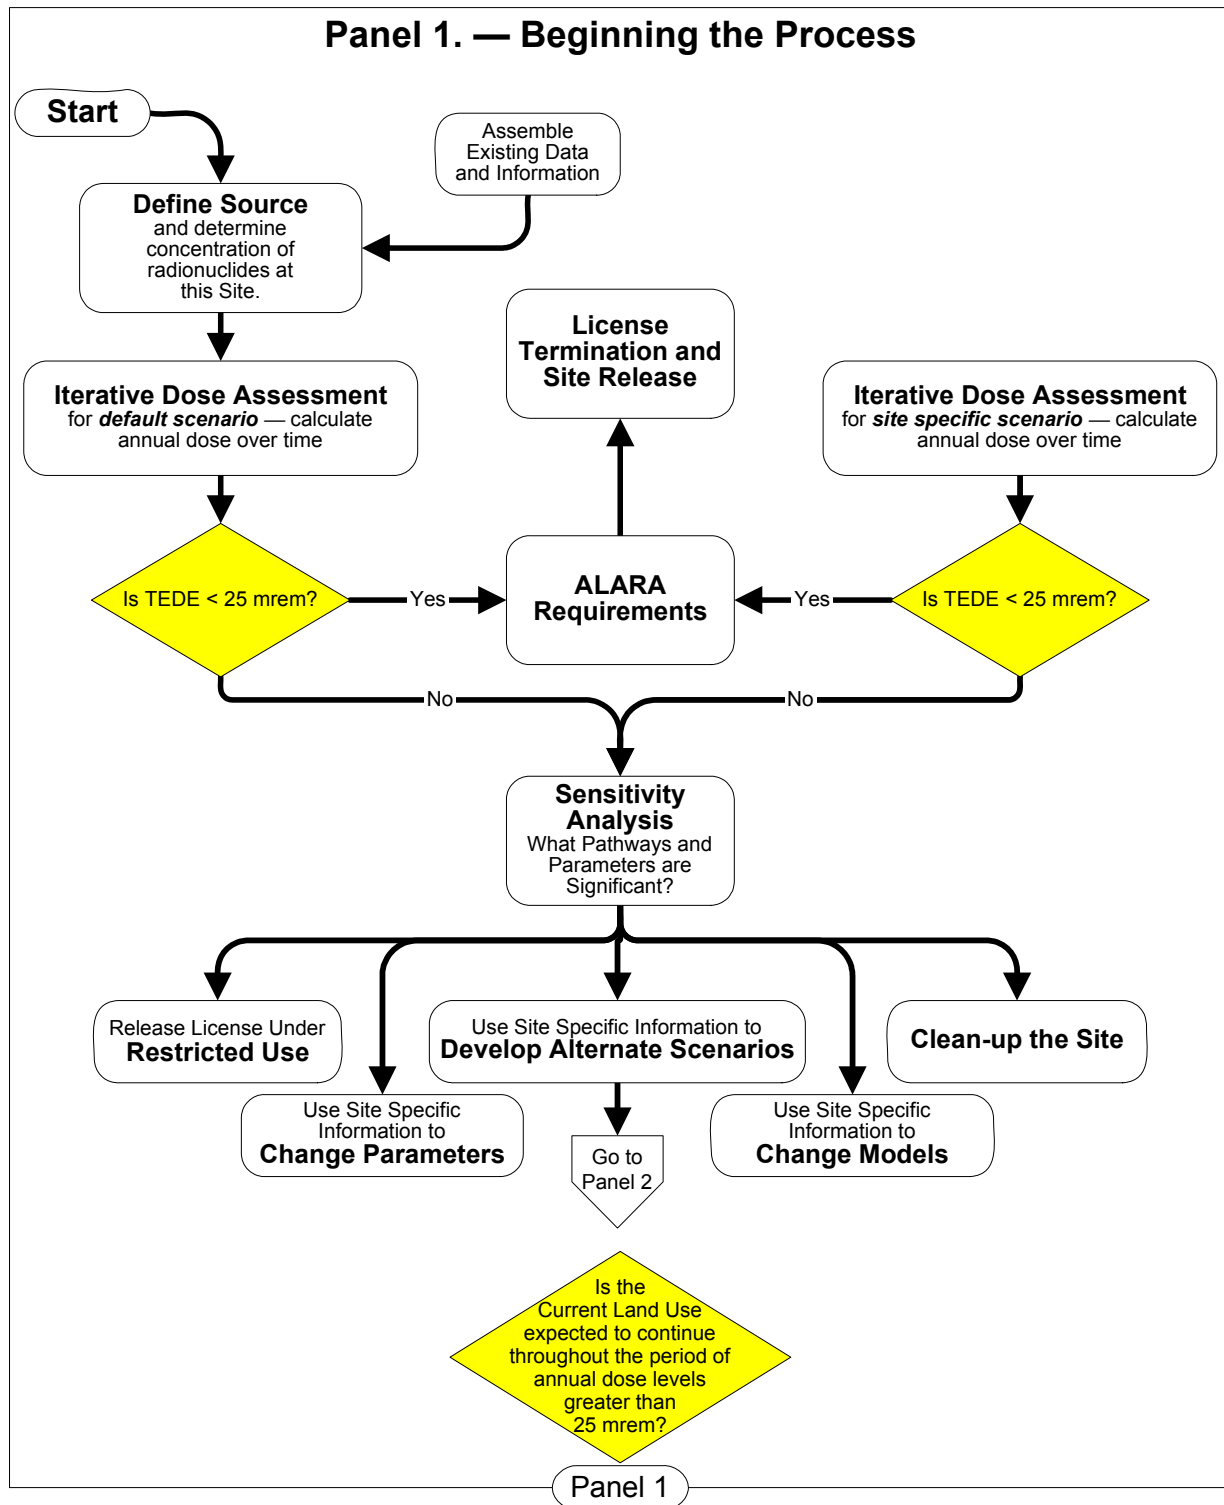 Panel 1. — Beginning the Process
Start
Assemble
Existing Data
and Information
Define Source
and determine
concentration of
radionuclides at
this Site.
License
Termination and
Site Release
Iterative Dose Assessment
for default scenario — calculate
annual dose over time
Iterative Dose Assessment
for site specific scenario — calculate
annual dose over time
Is TEDE < 25 mrem?
Yes
ALARA
Requirements
Yes
Is TEDE < 25 mrem?
No
No
Sensitivity
Analysis
What Pathways and
Parameters are
Significant?
Release License Under
Restricted Use
Use Site Specific Information to
Develop Alternate Scenarios
Clean-up the Site
Use Site Specific
Information to
Change Parameters
Go to
Panel 2
Use Site Specific
Information to
Change Models
Is the
Current Land Use
expected to continue
throughout the period of
annual dose levels
greater than
25 mrem?
Panel 1